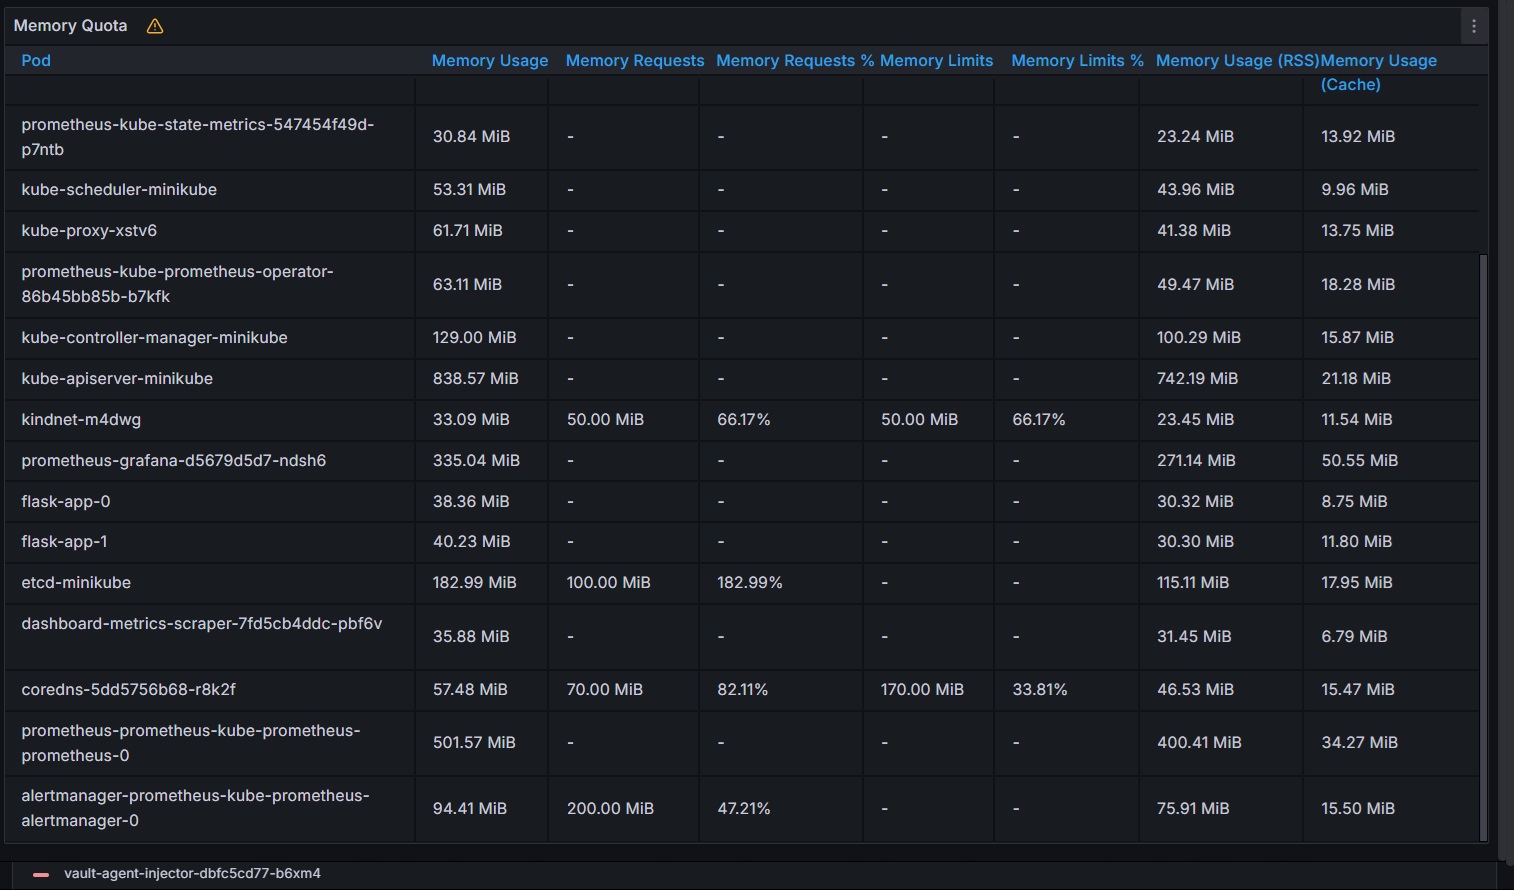 Memory Quota
Pod Memory Usage Memory Requests Memory Requests % Memory Limits Memory Limits % Memory Usage (RSS) Memory Usage
(Cache)
prometheus-kube-state-metrics-547454f49d-
p7ntb 30.84 MiB - - - - 23.24 MiB 13.92 MiB
kube-scheduler-minikube 53.31 MiB - - - - 43.96 MiB 9.96 MiB
kube-proxy-xstv6 61.71 MiB - - - - 41.38 MiB 13.75 MiB
prometheus-kube-prometheus-operator-
86b45bb85b-b7kfk 63.11 MiB - - - - 49.47 MiB 18.28 MiB
kube-controller-manager-minikube 129.00 MiB - - - - 100.29 MiB 15.87 MiB
kube-apiserver-minikube 838.57 MiB - - - - 742.19 MiB 21.18 MiB
kindnet-m4dwg 33.09 MiB 50.00 MiB 66.17% 50.00 MiB 66.17% 23.45 MiB 11.54 MiB
prometheus-grafana-d5679d5d7-ndsh6 335.04 MiB - - - - 271.14 MiB 50.55 MiB
flask-app-0 38.36 MiB - - - - 30.32 MiB 8.75 MiB
flask-app-1 40.23 MiB - - - - 30.30 MiB 11.80 MiB
etcd-minikube 182.99 MiB 100.00 MiB 182.99% - - 115.11 MiB 17.95 MiB
dashboard-metrics-scraper-7fd5cb4ddc-pbf6v 35.88 MiB - - - - 31.45 MiB 6.79 MiB
coredns-5dd5756b68-r8k2f 57.48 MiB 70.00 MiB 82.11% 170.00 MiB 33.81% 46.53 MiB 15.47 MiB
prometheus-prometheus-kube-prometheus-
prometheus-0 501.57 MiB - - - - 400.41 MiB 34.27 MiB
alertmanager-prometheus-kube-prometheus-
alertmanager-0 94.41 MiB 200.00 MiB 47.21% - - 75.91 MiB 15.50 MiB
vault-agent-injector-dbfc5cd77-b6xm4